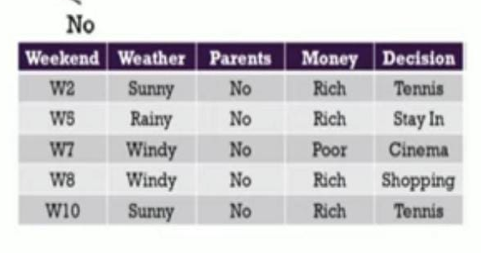 No
Weekend Weather Parents Money Decision
W2 Sunny No Rich Tennis
W5 Rainy No Rich Stay In
W7 Windy No Poor Cinema
W8 Windy No Rich Shopping
W10 Sunny No Rich Tennis